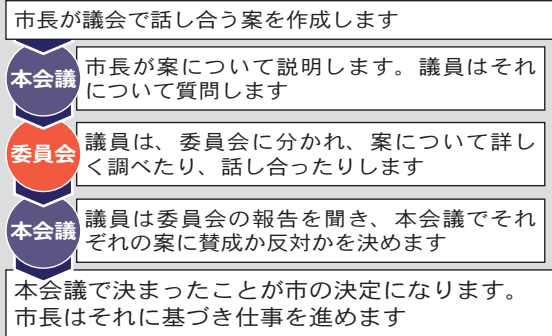 市長が議会で話し合う案を作成します
本会議
市長が案について説明します。議員はそれ
について質問します
委員会
議員は、委員会に分かれ、案について詳し
く調べたり、話し合ったりします
本会議
議員は委員会の報告を聞き、本会議でそれ
ぞれの案に賛成か反対かを決めます
本会議で決まったことが市の決定になります。
市長はそれに基づき仕事を進めます